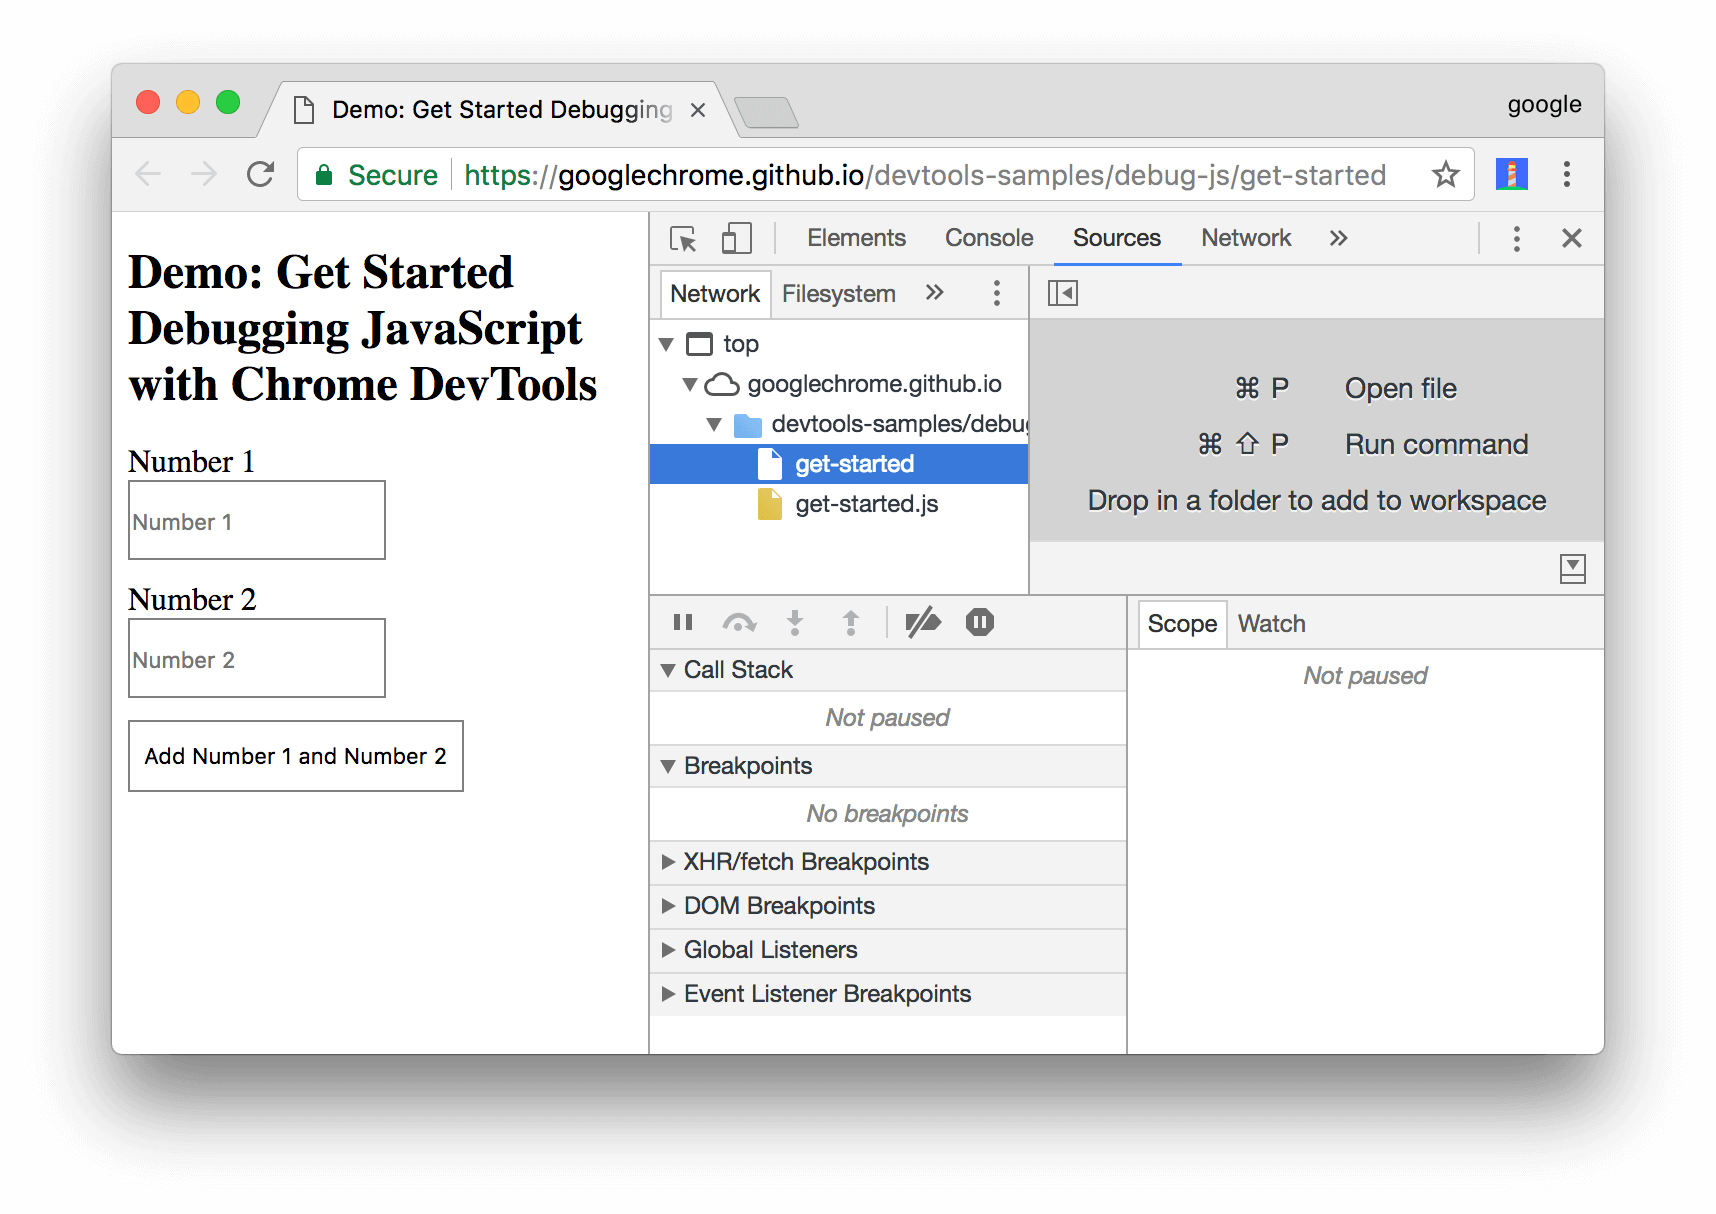 Demo: Get Started Debugging
google
Secure
https://googlechrome.github.io/devtools-samples/debug-js/get-started
Demo: Get Started
Debugging JavaScript
with Chrome DevTools
Number 1
Number 1
Number 2
Number 2
Add Number 1 and Number 2
Elements Console Sources Network »
Network Filesystem »
top
googlechrome.github.io
devtools-samples/debug
get-started
get-started.js
⌘ P Open file
⌘ ⇧ P Run command
Drop in a folder to add to workspace
Call Stack
Not paused
Breakpoints
No breakpoints
XHR/fetch Breakpoints
DOM Breakpoints
Global Listeners
Event Listener Breakpoints
Scope Watch
Not paused